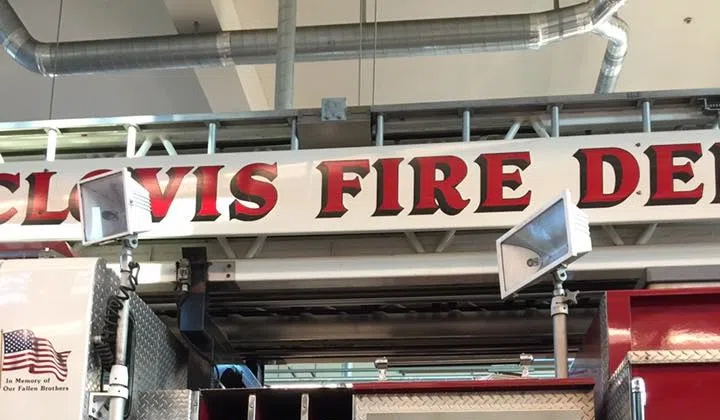 CLOVIS FIRE DE
In Memory of
Our Fallen Brothers